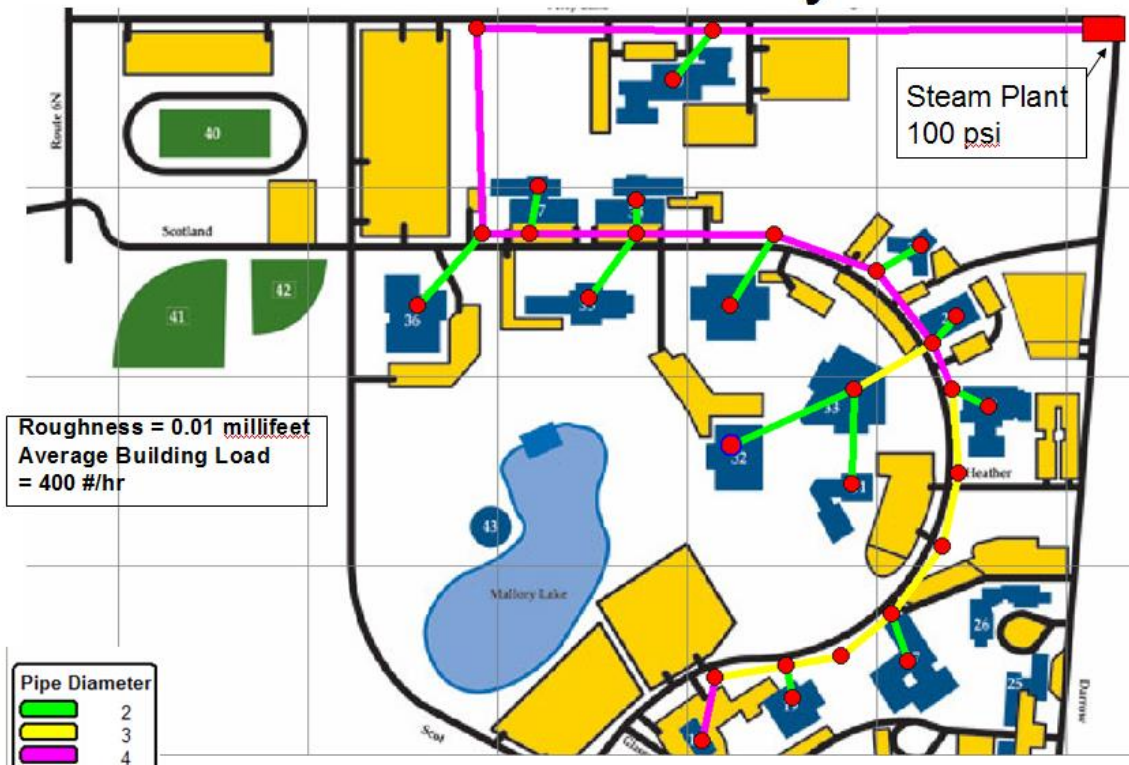 Route 6N
40
Steam Plant
100 psi
Scotland
41
42
36
33
32
Roughness = 0.01 millifeet
Average Building Load
= 400 #/hr
Heather
43
Mallory Lake
26
25
Darrow
Scot
Pipe Diameter
2
3
4